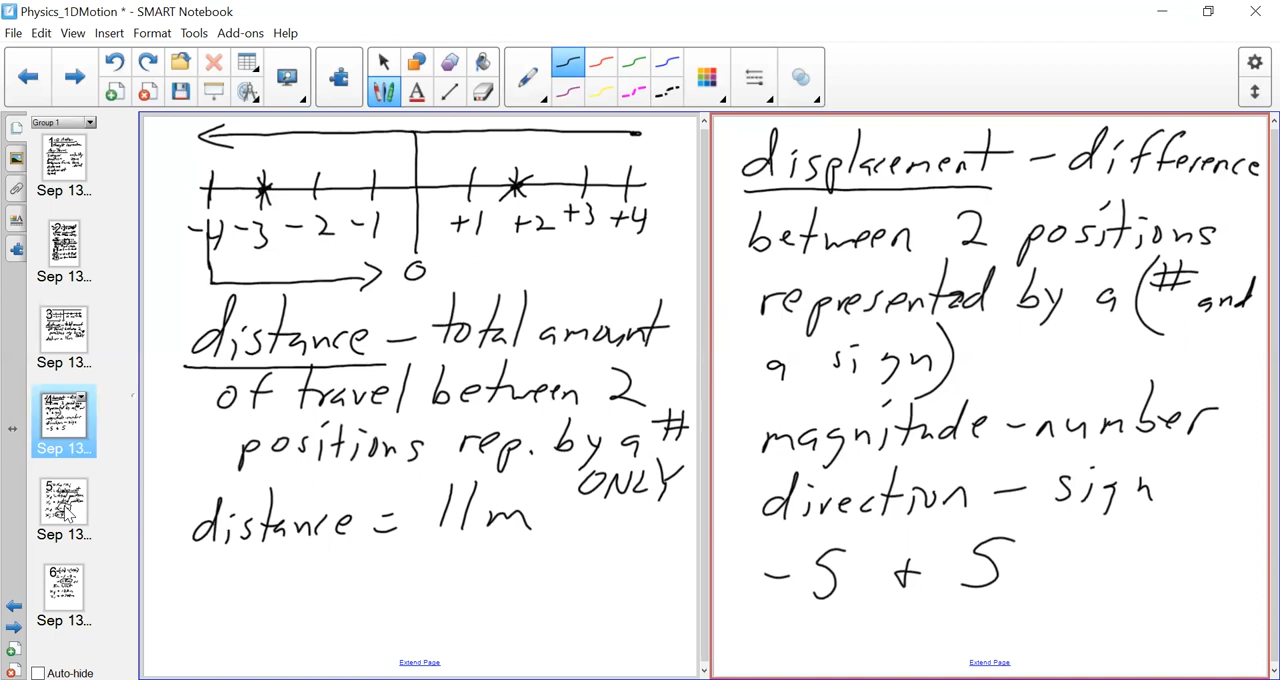 Physics_1DMotion * - SMART Notebook
File Edit View Insert Format Tools Add-ons Help
Group 1
Sep 13...
Sep 13...
Sep 13...
Sep 13...
Sep 13...
Sep 13...
Auto-hide
-4 -3 -2 -1 +1 +2 +3 +4
0
distance - total amount
of travel between 2
positions rep. by a #
ONLY
distance = 11m
Extend Page
displacement - difference
between 2 positions
represented by a (# and
a sign)
magnitude - number
direction - sign
- 5 + 5
Extend Page